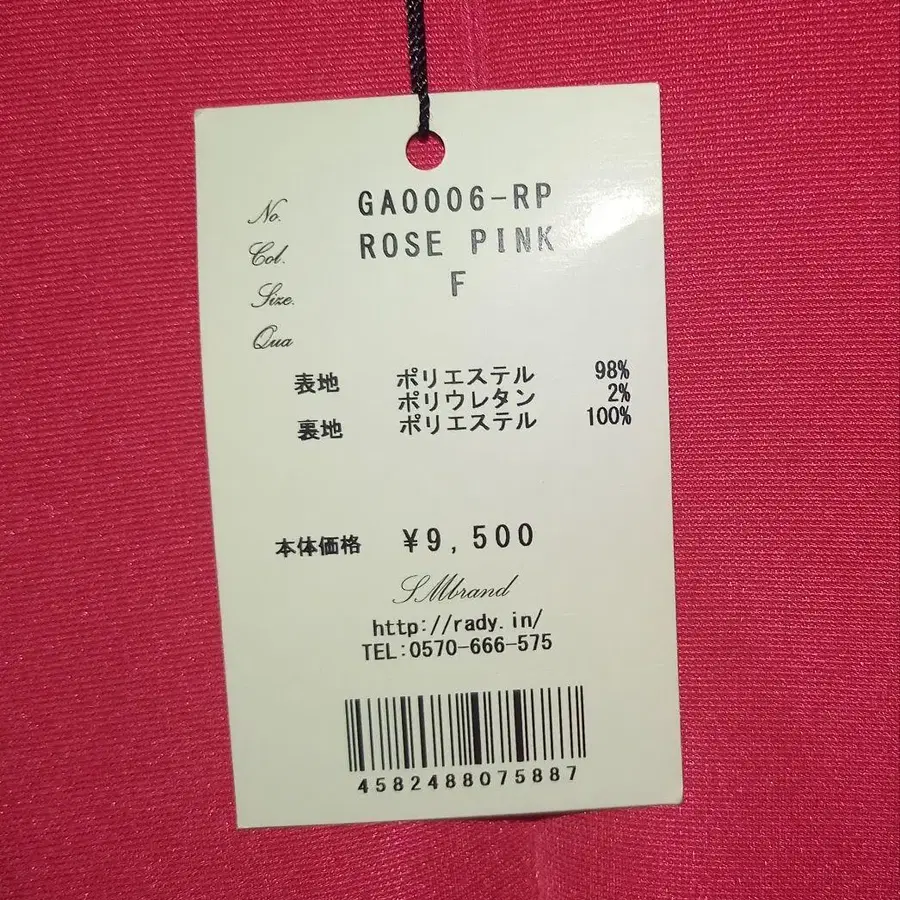 No. GA0006-RP
Col. ROSE PINK
Size. F
Qua
表地 ポリエステル 98%
ポリウレタン 2%
裏地 ポリエステル 100%
本体価格 ¥9,500
SMbrand
http://rady.in/
TEL:0570-666-575
4582488075887